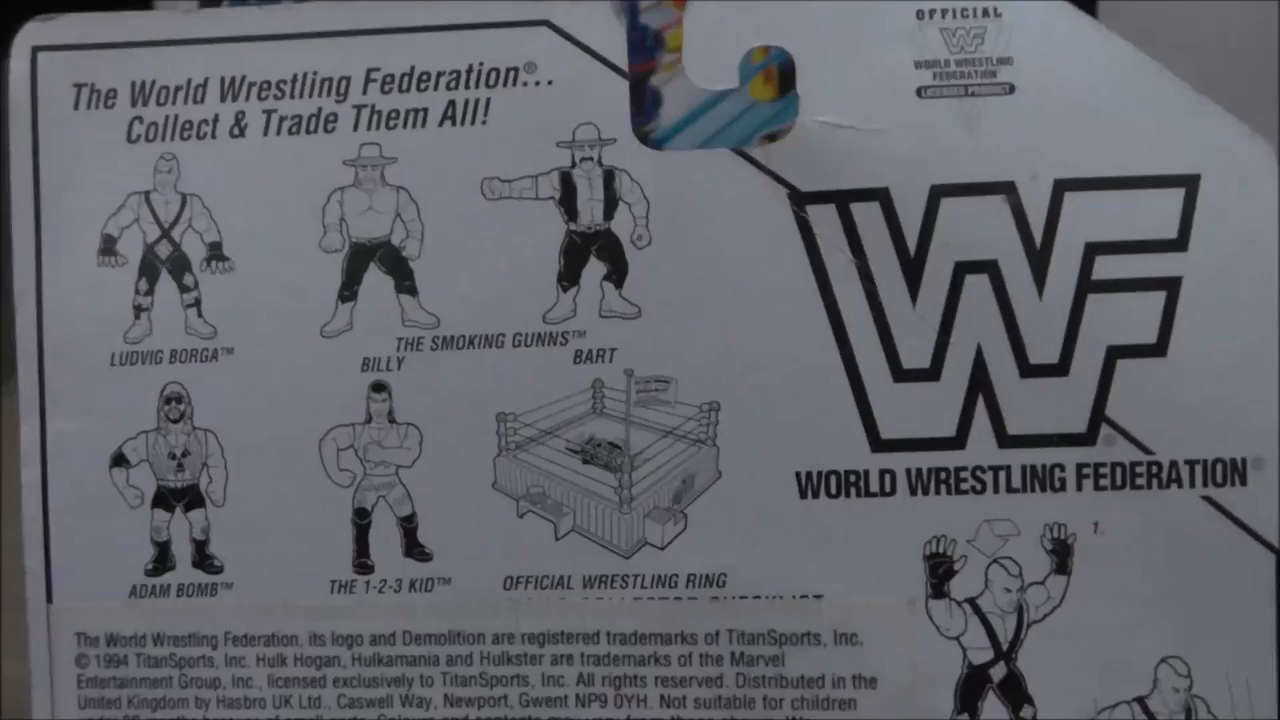 The World Wrestling Federation®...
Collect & Trade Them All!
LUDVIG BORGA™
THE SMOKING GUNNS™
BILLY
BART
ADAM BOMB™
THE 1-2-3 KID™
OFFICIAL WRESTLING RING
The World Wrestling Federation, its logo and Demolition are registered trademarks of TitanSports, Inc.
© 1994 TitanSports, Inc. Hulk Hogan, Hulkamania and Hulkster are trademarks of the Marvel
Entertainment Group, Inc., licensed exclusively to TitanSports, Inc. All rights reserved. Distributed in the
United Kingdom by Hasbro UK Ltd., Caswell Way, Newport, Gwent NP9 0YH. Not suitable for children
OFFICIAL
WF
WORLD WRESTLING
FEDERATION
LICENSED PRODUCT
WF
WORLD WRESTLING FEDERATION®
1.